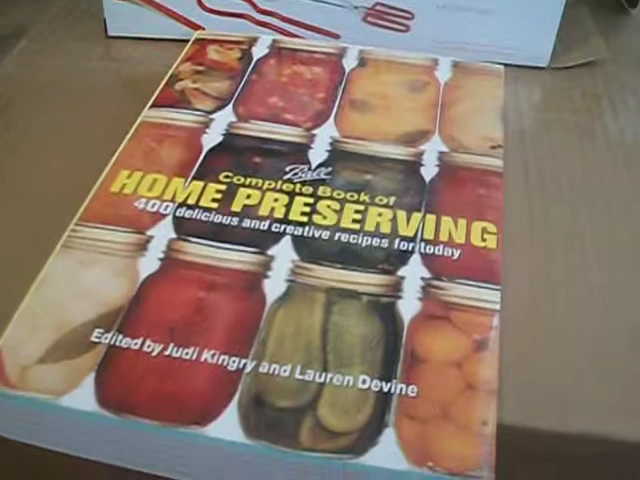 Ball
Complete Book of
HOME PRESERVING
400 delicious and creative recipes for today
Edited by Judi Kingry and Lauren Devine